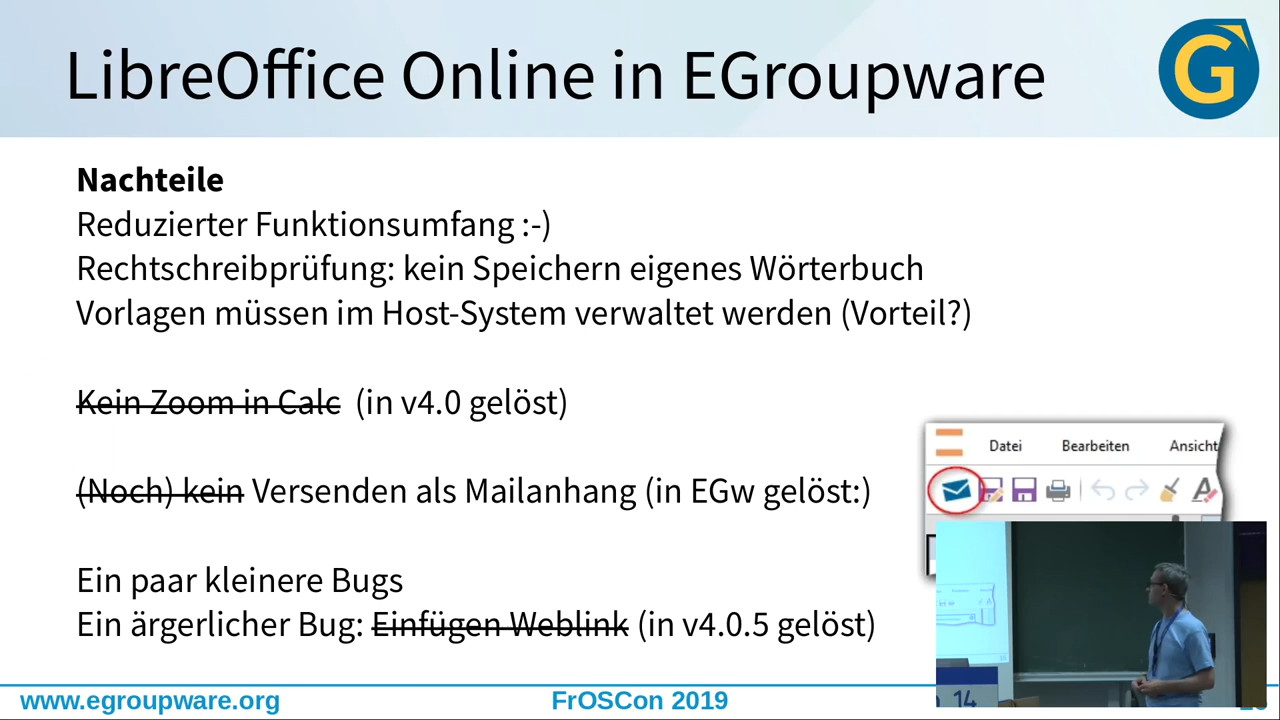 LibreOffice Online in EGroupware
G
Nachteile
Reduzierter Funktionsumfang :-)
Rechtschreibprüfung: kein Speichern eigenes Wörterbuch
Vorlagen müssen im Host-System verwaltet werden (Vorteil?)
Kein Zoom in Calc (in v4.0 gelöst)
(Noch) kein Versenden als Mailanhang (in EGw gelöst:)
Datei Bearbeiten Ansicht
Ein paar kleinere Bugs
Ein ärgerlicher Bug: Einfügen Weblink (in v4.0.5 gelöst)
14
www.egroupware.org FrOSCon 2019